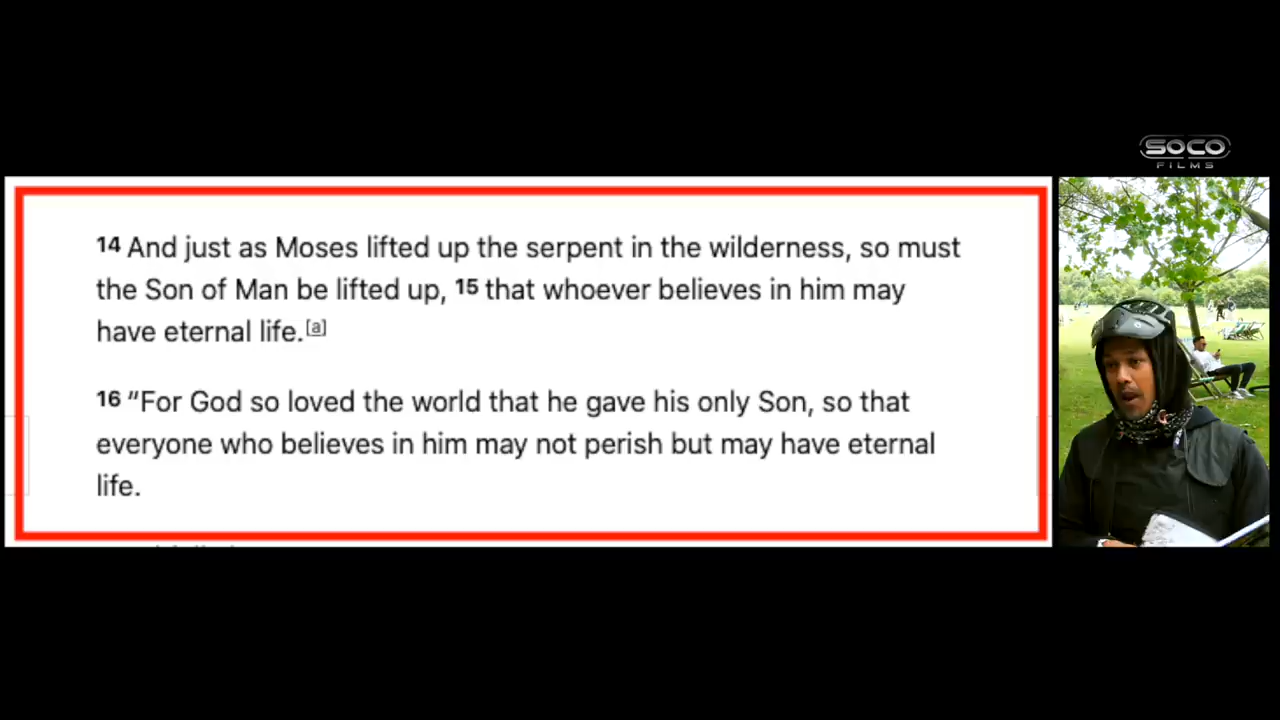 SOCO
FILMS
14 And just as Moses lifted up the serpent in the wilderness, so must
the Son of Man be lifted up, 15 that whoever believes in him may
have eternal life.[a]
16 “For God so loved the world that he gave his only Son, so that
everyone who believes in him may not perish but may have eternal
life.